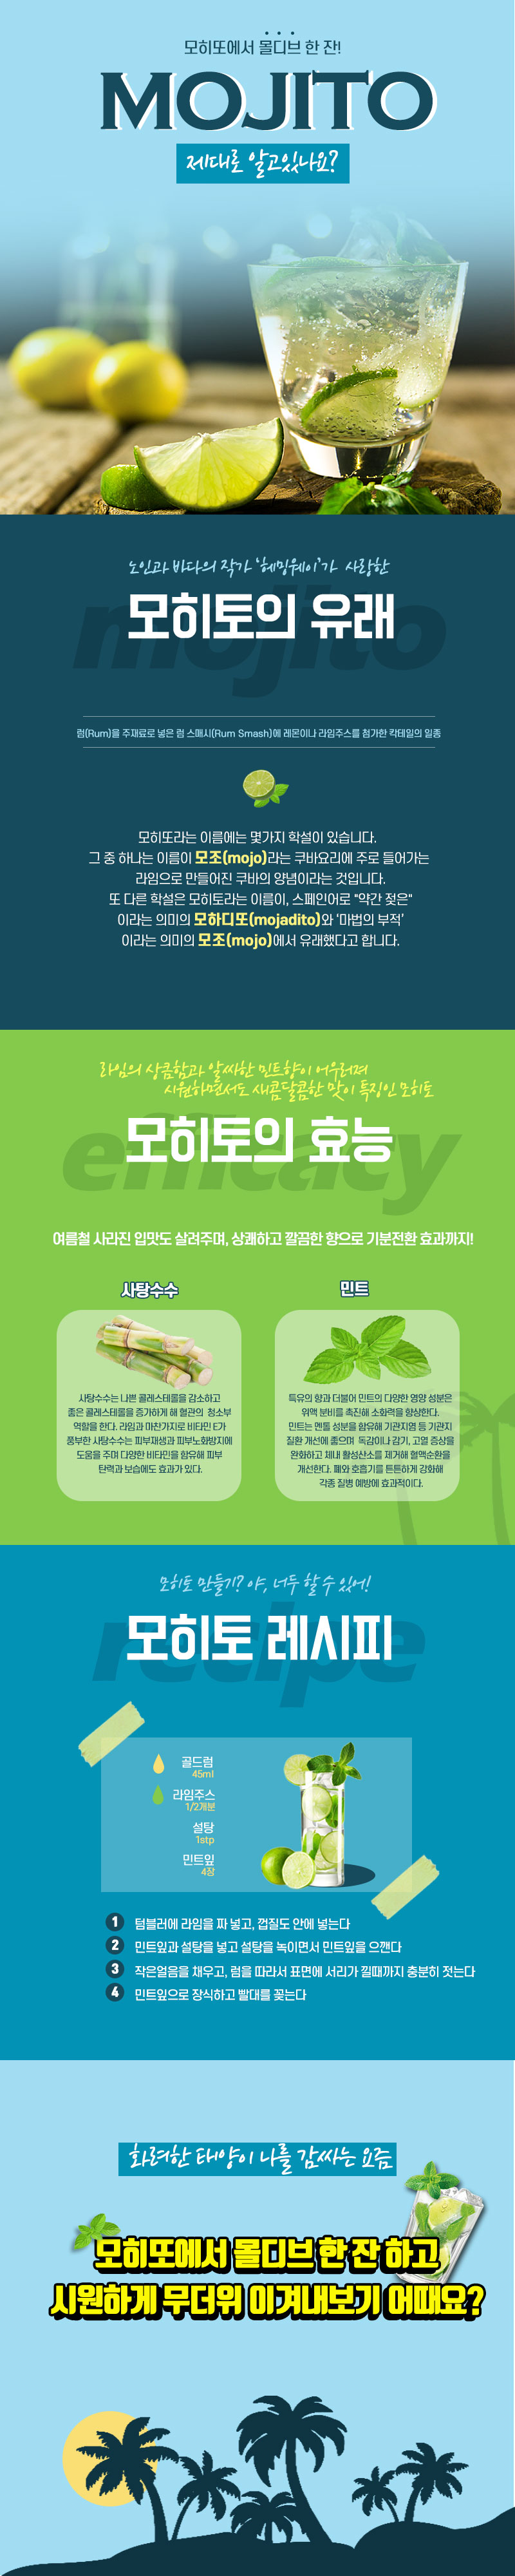 모히또에서 몰디브 한 잔!
MOJITO
제대로 알고있나요?
노인과 바다의 작가 '헤밍웨이'가 사랑한
mojito
모히토의 유래
럼(Rum)을 주재료로 넣은 럼 스매시(Rum Smash)에 레몬이나 라임주스를 첨가한 칵테일의 일종
모히토라는 이름에는 몇가지 학설이 있습니다.
그 중 하나는 이름이 모조(mojo)라는 쿠바요리에 주로 들어가는
라임으로 만들어진 쿠바의 양념이라는 것입니다.
또 다른 학설은 모히토라는 이름이, 스페인어로 "약간 젖은"
이라는 의미의 모하디또(mojadito)와 '마법의 부적'
이라는 의미의 모조(mojo)에서 유래했다고 합니다.
라임의 상큼함과 알싸한 민트향이 어우러져
시원하면서도 새콤달콤한 맛이 특징인 모히토
efficacy
모히토의 효능
여름철 사라진 입맛도 살려주며, 상쾌하고 깔끔한 향으로 기분전환 효과까지!
사탕수수
사탕수수는 나쁜 콜레스테롤을 감소하고
좋은 콜레스테롤을 증가하게 해 혈관의 청소부
역할을 한다. 라임과 마찬가지로 비타민 E가
풍부한 사탕수수는 피부재생과 피부노화방지에
도움을 주며 다양한 비타민을 함유해 피부
탄력과 보습에도 효과가 있다.
민트
특유의 향과 더불어 민트의 다양한 영양 성분은
위액 분비를 촉진해 소화력을 향상한다.
민트는 멘톨 성분을 함유해 기관지염 등 기관지
질환 개선에 좋으며 독감이나 감기, 고열 증상을
완화하고 체내 활성산소를 제거해 혈액순환을
개선한다. 폐와 호흡기를 튼튼하게 강화해
각종 질병 예방에 효과적이다.
모히토 만들기? 야, 너두 할 수 있어!
recipe
모히토 레시피
골드럼
45ml
라임주스
1/2개분
설탕
1stp
민트잎
4장
1 텀블러에 라임을 짜 넣고, 껍질도 안에 넣는다
2 민트잎과 설탕을 넣고 설탕을 녹이면서 민트잎을 으깬다
3 작은얼음을 채우고, 럼을 따라서 표면에 서리가 낄때까지 충분히 젓는다
4 민트잎으로 장식하고 빨대를 꽂는다
화려한 태양이 나를 감싸는 요즘
모히또에서 몰디브 한 잔 하고
시원하게 무더위 이겨내보기 어때요?